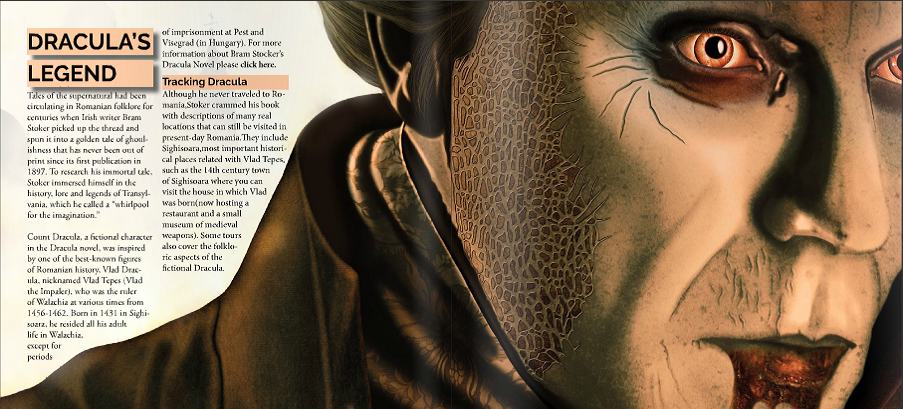 DRACULA'S
LEGEND
Tales of the supernatural had been
circulating in Romanian folklore for
centuries when Irish writer Bram
Stoker picked up the thread and
spun it into a golden tale of ghoul-
ishness that has never been out of
print since its first publication in
1897. To research his immortal tale,
Stoker immersed himself in the
history, lore and legends of Transyl-
vania, which he called a "whirlpool
for the imagination."
Count Dracula, a fictional character
in the Dracula novel, was inspired
by one of the best-known figures
of Romanian history, Vlad Drac-
ula, nicknamed Vlad Tepes (Vlad
the Impaler), who was the ruler
of Walachia at various times from
1456-1462. Born in 1431 in Sighi-
soara, he resided all his adult
life in Walachia,
except for
periods
of imprisonment at Pest and
Visegrad (in Hungary). For more
information about Bram Stocker's
Dracula Novel please click here.
Tracking Dracula
Although he never traveled to Ro-
mania,Stoker crammed his book
with descriptions of many real
locations that can still be visited in
present-day Romania.They include
Sighisoara,most important histori-
cal places related with Vlad Tepes,
such as the 14th century town
of Sighisoara where you can
visit the house in which Vlad
was born(now hosting a
restaurant and a small
museum of medieval
weapons). Some tours
also cover the folklo-
ric aspects of the
fictional Dracula.